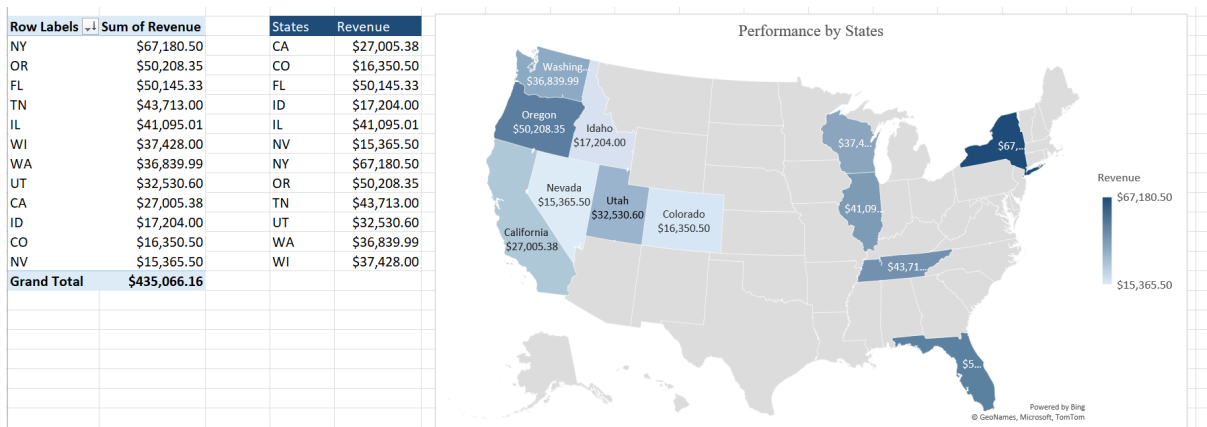 Row Labels Sum of Revenue
NY $67,180.50
OR $50,208.35
FL $50,145.33
TN $43,713.00
IL $41,095.01
WI $37,428.00
WA $36,839.99
UT $32,530.60
CA $27,005.38
ID $17,204.00
CO $16,350.50
NV $15,365.50
Grand Total $435,066.16
States Revenue
CA $27,005.38
CO $16,350.50
FL $50,145.33
ID $17,204.00
IL $41,095.01
NV $15,365.50
NY $67,180.50
OR $50,208.35
TN $43,713.00
UT $32,530.60
WA $36,839.99
WI $37,428.00
Performance by States
Washing...
$36,839.99
Oregon
$50,208.35
Idaho
$17,204.00
Nevada
$15,365.50
Utah
$32,530.60
Colorado
$16,350.50
California
$27,005.38
$37,4...
$41,09...
$43,71...
$67,...
$5...
Revenue
$67,180.50
$15,365.50
Powered by Bing
© GeoNames, Microsoft, TomTom